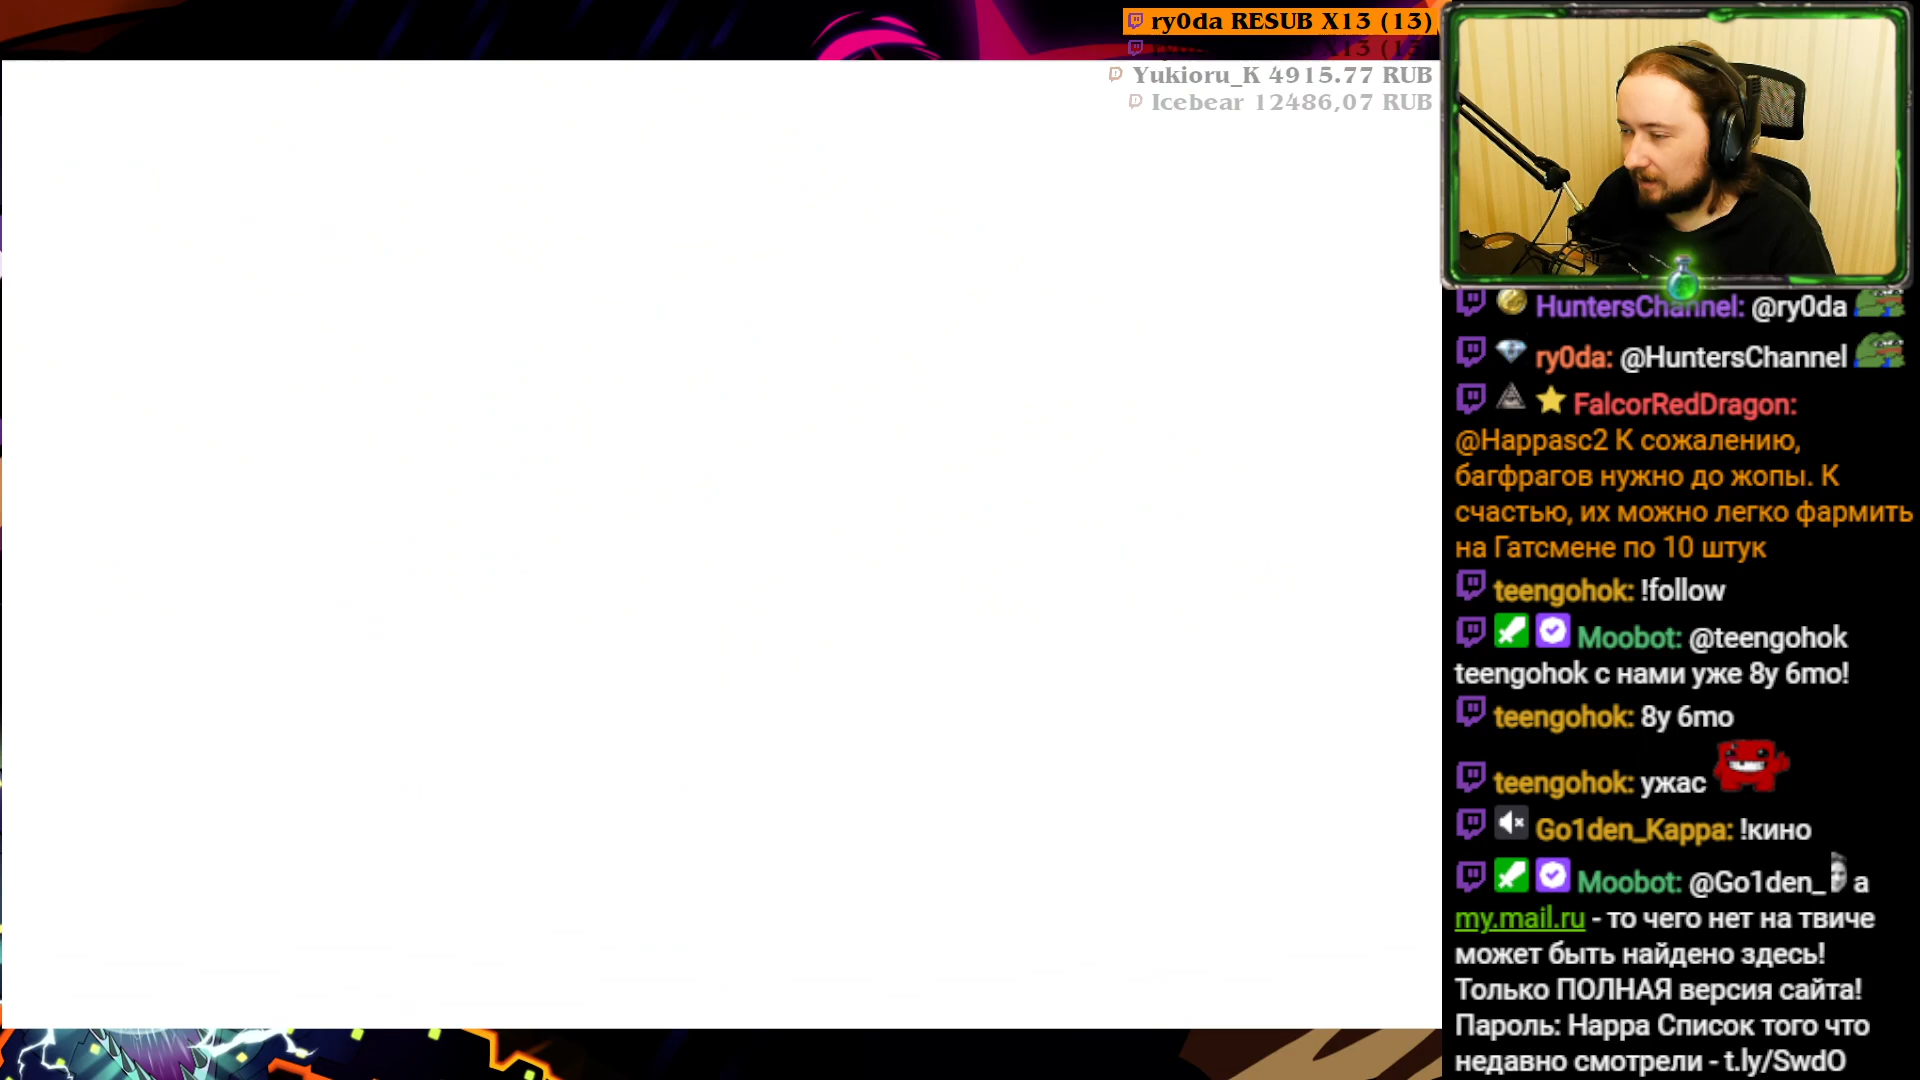 ry0da RESUB X13 (13)
Yukioru_K 4915.77 RUB
Icebear 12486,07 RUB
HuntersChannel: @ry0da
ry0da: @HuntersChannel
FalcorRedDragon:
@Happasc2 К сожалению,
багфрагов нужно до жопы. К
счастью, их можно легко фармить
на Гатсмене по 10 штук
teengohok: !follow
Moobot: @teengohok
teengohok с нами уже 8y 6mo!
teengohok: 8y 6mo
teengohok: ужас
Go1den_Kappa: !кино
Moobot: @Go1den_ a
my.mail.ru - то чего нет на твиче
может быть найдено здесь!
Только ПОЛНАЯ версия сайта!
Пароль: Happa Список того что
недавно смотрели - t.ly/SwdO